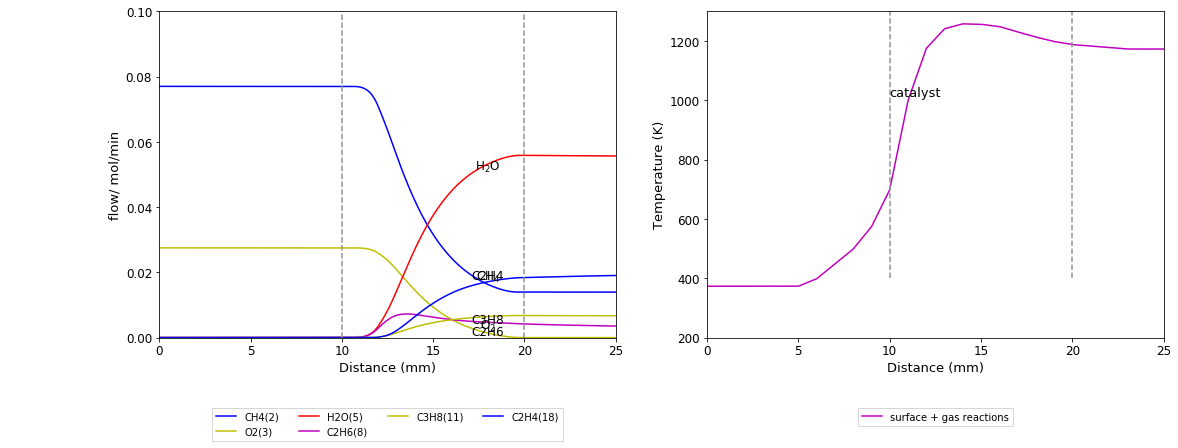 0.10
0.08
0.06
0.04
0.02
0.00
flow/ mol/min
0
5
10
15
20
25
Distance (mm)
H2O
C2H4
CH4
C3H8
O2
C2H6
CH4(2)
O2(3)
H2O(5)
C2H6(8)
C3H8(11)
C2H4(18)
1200
1000
800
600
400
200
Temperature (K)
catalyst
0
5
10
15
20
25
Distance (mm)
surface + gas reactions